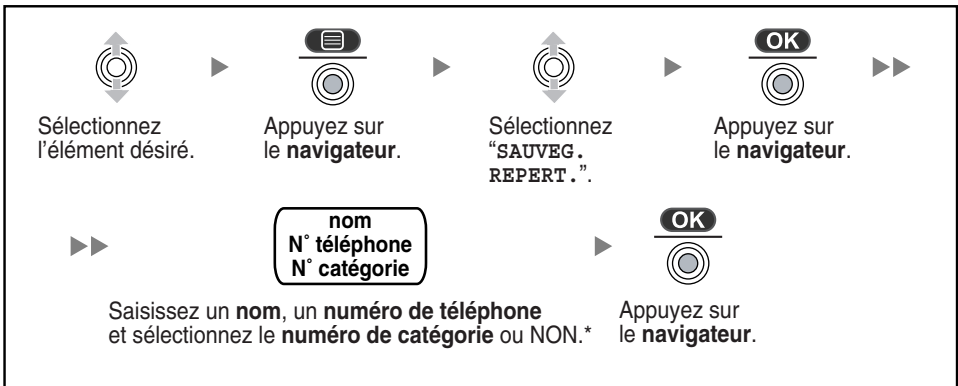 OK
Sélectionnez
l'élément désiré.
Appuyez sur
le navigateur.
Sélectionnez
“SAUVEG.
REPERT.”.
Appuyez sur
le navigateur.
nom
N° téléphone
N° catégorie
OK
Saisissez un nom, un numéro de téléphone
et sélectionnez le numéro de catégorie ou NON.*
Appuyez sur
le navigateur.